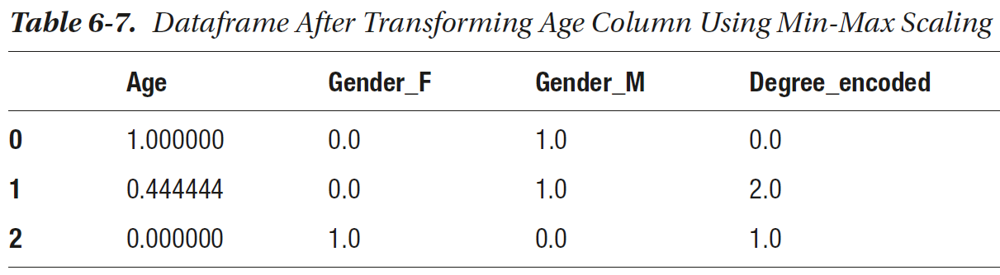 Table 6-7. Dataframe After Transforming Age Column Using Min-Max Scaling
Age Gender_F Gender_M Degree_encoded
0 1.000000 0.0 1.0 0.0
1 0.444444 0.0 1.0 2.0
2 0.000000 1.0 0.0 1.0